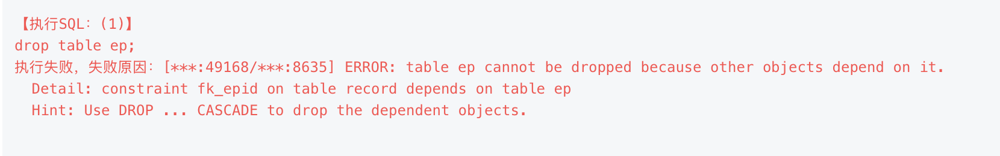 【执行SQL：(1)】
drop table ep;
执行失败，失败原因：[***:49168/***:8635] ERROR: table ep cannot be dropped because other objects depend on it.
  Detail: constraint fk_epid on table record depends on table ep
  Hint: Use DROP ... CASCADE to drop the dependent objects.